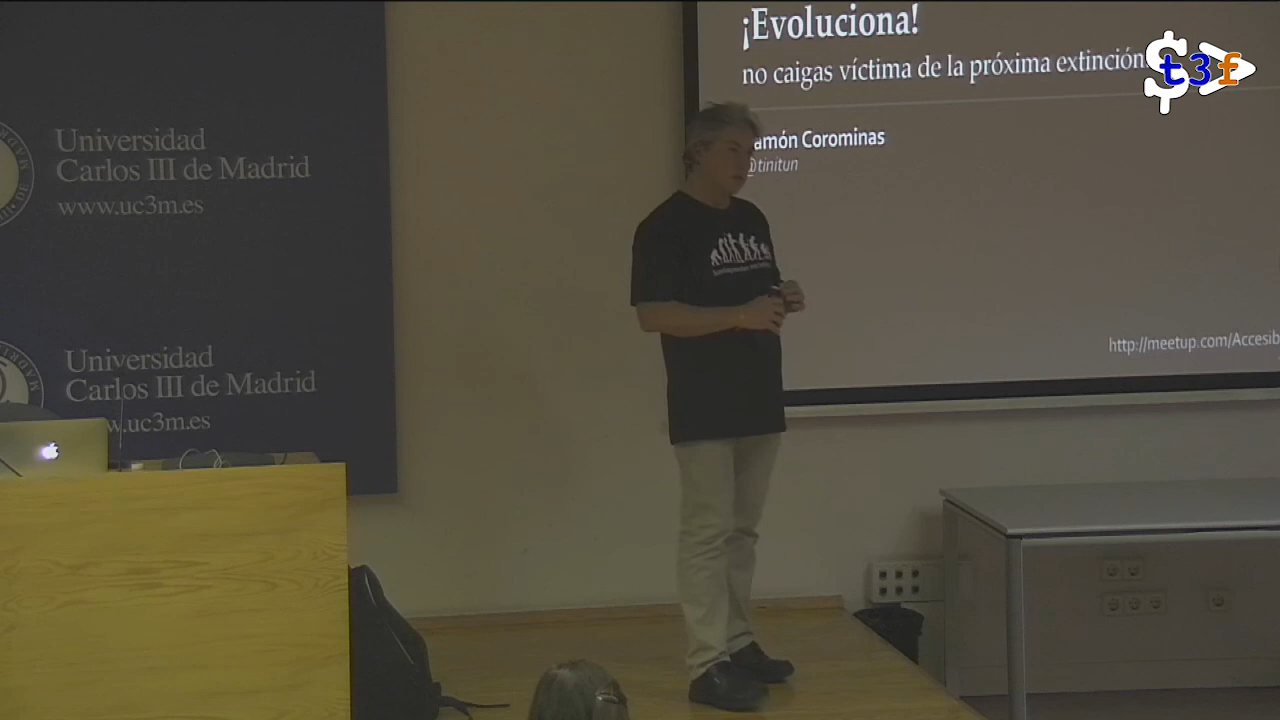 Universidad
Carlos III de Madrid
www.uc3m.es
Universidad
Carlos III de Madrid
w.uc3m.es
¡Evoluciona!
no caigas víctima de la próxima extinción
amón Corominas
@tinitun
http://meetup.com/Accesib
$t3f